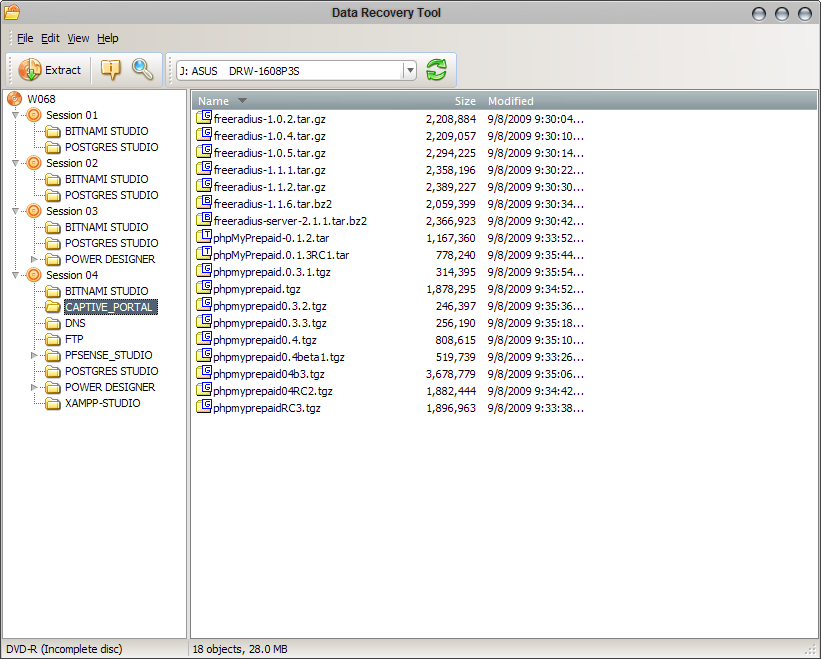 Data Recovery Tool
File Edit View Help
Extract J: ASUS DRW-1608P3S
W068
Session 01
BITNAMI STUDIO
POSTGRES STUDIO
Session 02
BITNAMI STUDIO
POSTGRES STUDIO
Session 03
BITNAMI STUDIO
POSTGRES STUDIO
POWER DESIGNER
Session 04
BITNAMI STUDIO
CAPTIVE_PORTAL
DNS
FTP
PFSENSE_STUDIO
POSTGRES STUDIO
POWER DESIGNER
XAMPP-STUDIO
Name Size Modified
G freeradius-1.0.2.tar.gz 2,208,884 9/8/2009 9:30:04...
G freeradius-1.0.4.tar.gz 2,209,057 9/8/2009 9:30:10...
G freeradius-1.0.5.tar.gz 2,294,225 9/8/2009 9:30:14...
G freeradius-1.1.1.tar.gz 2,358,196 9/8/2009 9:30:22...
G freeradius-1.1.2.tar.gz 2,389,227 9/8/2009 9:30:30...
B freeradius-1.1.6.tar.bz2 2,059,399 9/8/2009 9:30:34...
B freeradius-server-2.1.1.tar.bz2 2,366,923 9/8/2009 9:30:42...
T phpMyPrepaid-0.1.2.tar 1,167,360 9/8/2009 9:33:52...
T phpMyPrepaid.0.1.3RC1.tar 778,240 9/8/2009 9:35:44...
G phpmyprepaid.0.3.1.tgz 314,395 9/8/2009 9:35:54...
G phpmyprepaid.tgz 1,878,295 9/8/2009 9:34:52...
G phpmyprepaid0.3.2.tgz 246,397 9/8/2009 9:35:36...
G phpmyprepaid0.3.3.tgz 256,190 9/8/2009 9:35:18...
G phpmyprepaid0.4.tgz 808,615 9/8/2009 9:35:10...
G phpmyprepaid0.4beta1.tgz 519,739 9/8/2009 9:33:26...
G phpmyprepaid04b3.tgz 3,678,779 9/8/2009 9:35:06...
G phpmyprepaid04RC2.tgz 1,882,444 9/8/2009 9:34:42...
G phpmyprepaidRC3.tgz 1,896,963 9/8/2009 9:33:38...
DVD-R (Incomplete disc) 18 objects, 28.0 MB